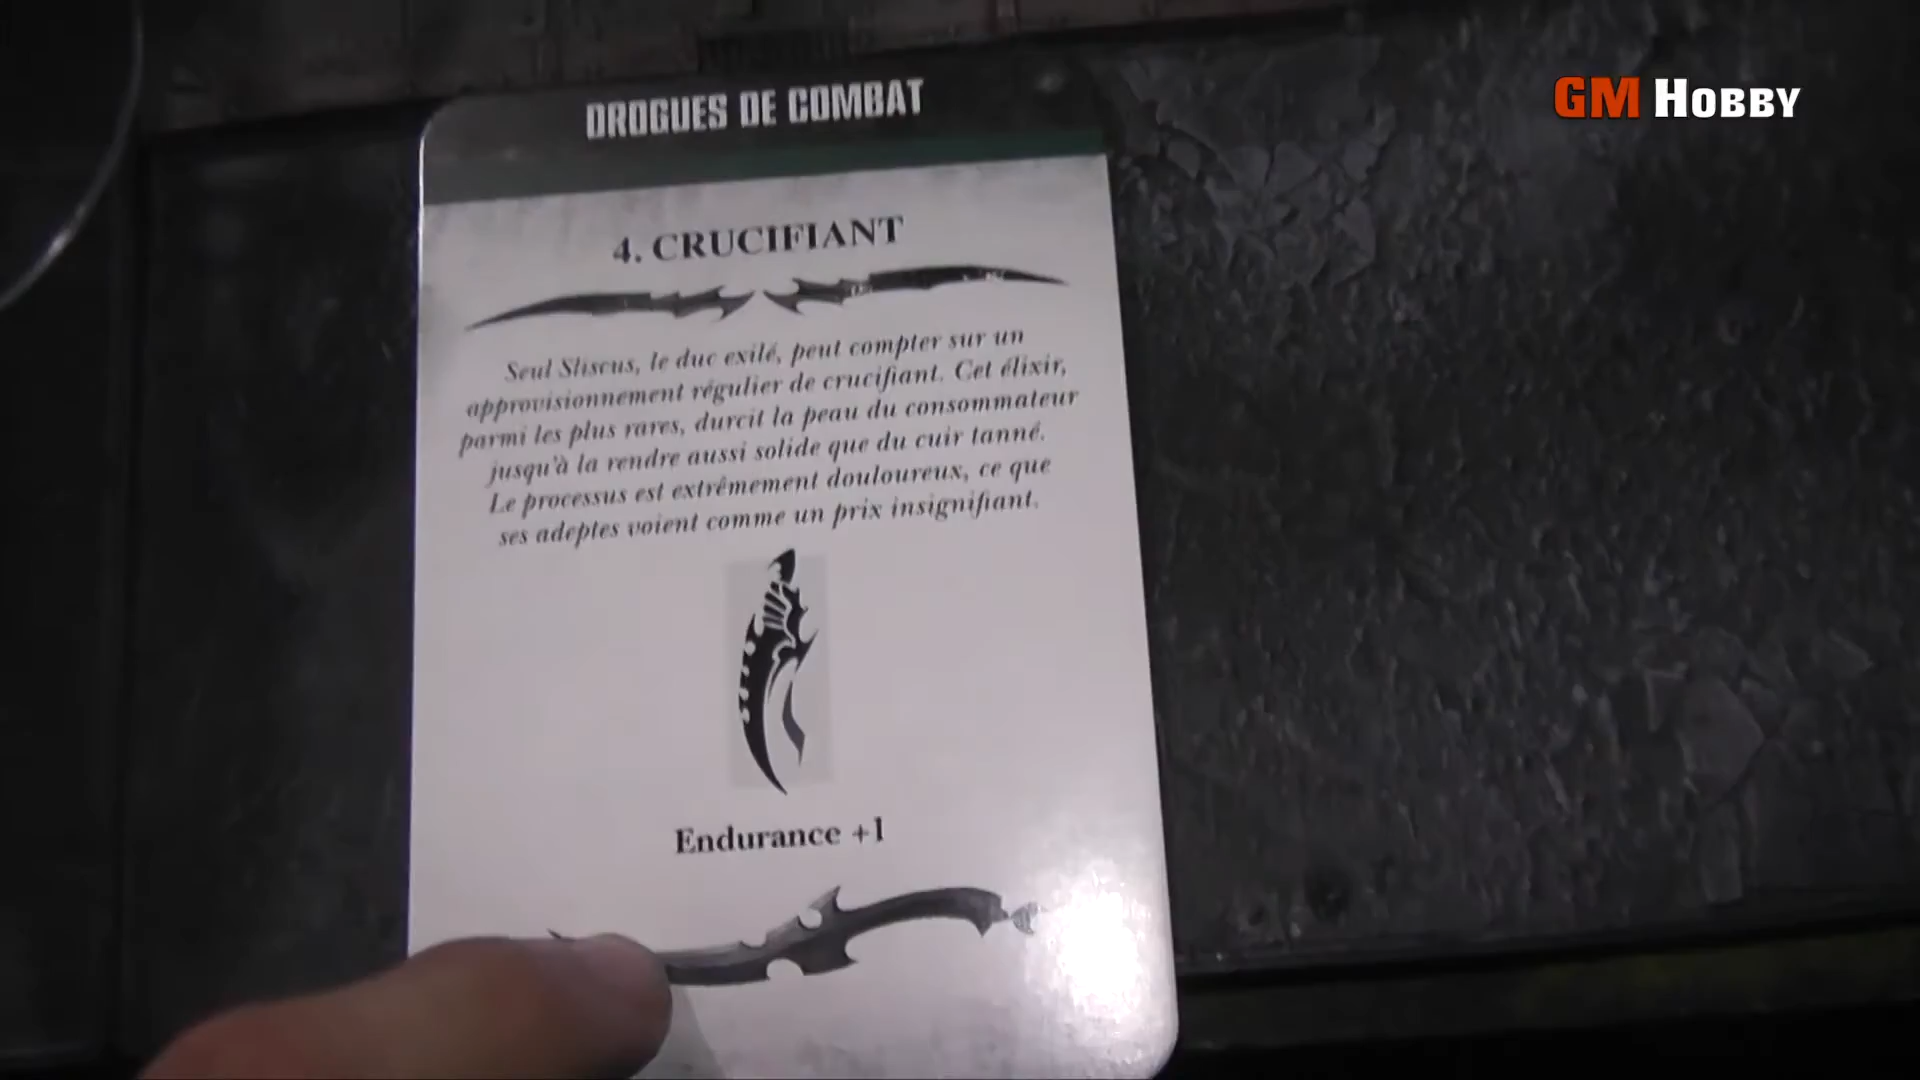 GM HOBBY
DROGUES DE COMBAT
4. CRUCIFIANT
Seul Sliscus, le duc exilé, peut compter sur un
approvisionnement régulier de crucifiant. Cet élixir,
parmi les plus rares, durcit la peau du consommateur
jusqu'à la rendre aussi solide que du cuir tanné.
Le processus est extrêmement douloureux, ce que
ses adeptes voient comme un prix insignifiant.
Endurance +1